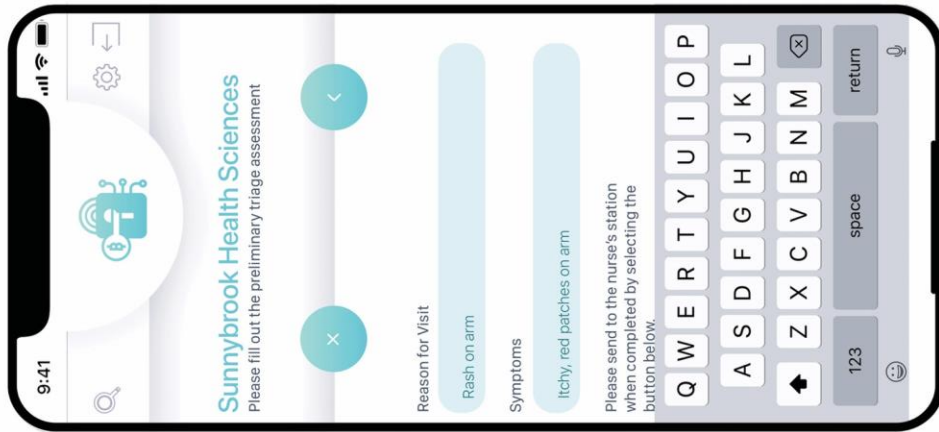 9:41
Sunnybrook Health Sciences
Please fill out the preliminary triage assessment
Reason for Visit
Rash on arm
Symptoms
Itchy, red patches on arm
Please send to the nurse's station
when completed by selecting the
button below.
Q W E R T Y U I O P
A S D F G H J K L
Z X C V B N M
123 space return